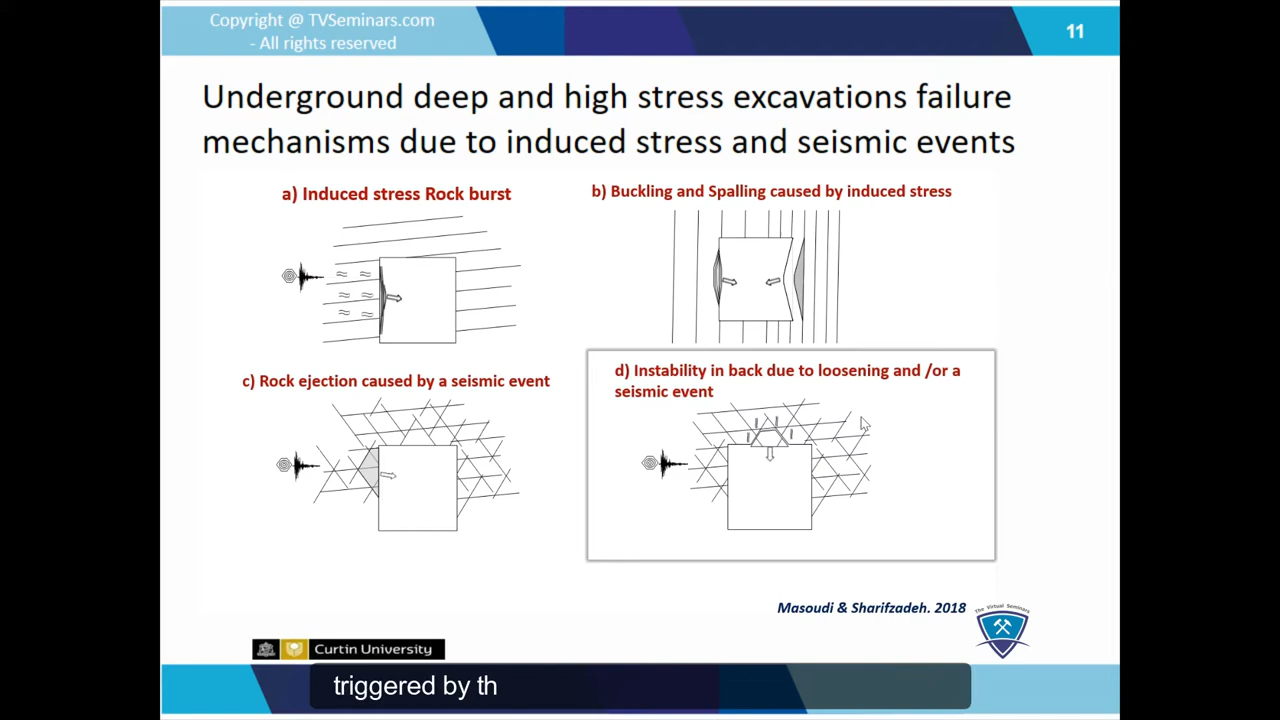 Copyright @ TVSeminars.com
- All rights reserved
11
Underground deep and high stress excavations failure
mechanisms due to induced stress and seismic events
a) Induced stress Rock burst
b) Buckling and Spalling caused by induced stress
c) Rock ejection caused by a seismic event
d) Instability in back due to loosening and /or a
seismic event
Masoudi & Sharifzadeh. 2018
The Virtual Seminars
Curtin University
triggered by th